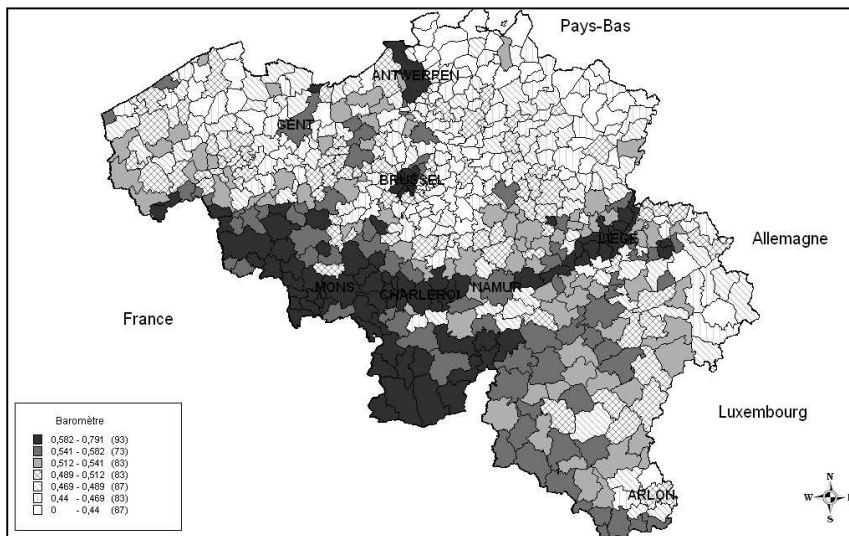 Pays-Bas
ANTWERPEN
GENT
BRUSSEL
LIEGE
Allemagne
MONS
CHARLEROI
NAMUR
France
Luxembourg
ARLON
Baromètre
0,582 - 0,791 (93)
0,541 - 0,582 (73)
0,512 - 0,541 (83)
0,489 - 0,512 (83)
0,469 - 0,489 (87)
0,44 - 0,469 (83)
0 - 0,44 (87)
N
W
S